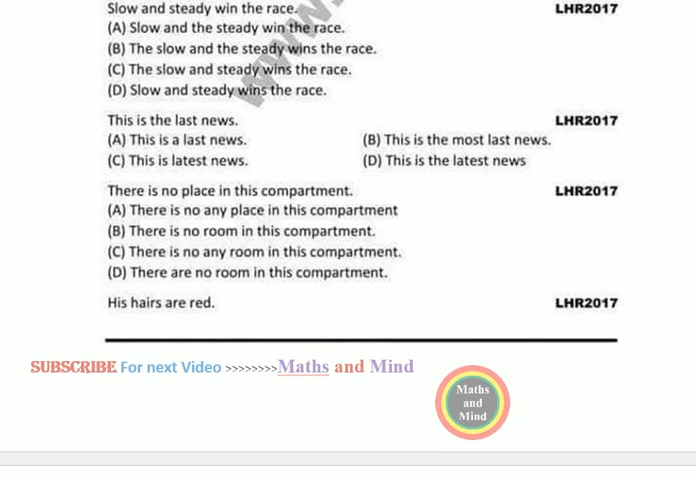 Slow and steady win the race. LHR2017
(A) Slow and the steady win the race.
(B) The slow and the steady wins the race.
(C) The slow and steady wins the race.
(D) Slow and steady wins the race.
This is the last news. LHR2017
(A) This is a last news. (B) This is the most last news.
(C) This is latest news. (D) This is the latest news
There is no place in this compartment. LHR2017
(A) There is no any place in this compartment
(B) There is no room in this compartment.
(C) There is no any room in this compartment.
(D) There are no room in this compartment.
His hairs are red. LHR2017
SUBSCRIBE For next Video >>>>>>>>Maths and Mind
Maths
and
Mind
www.